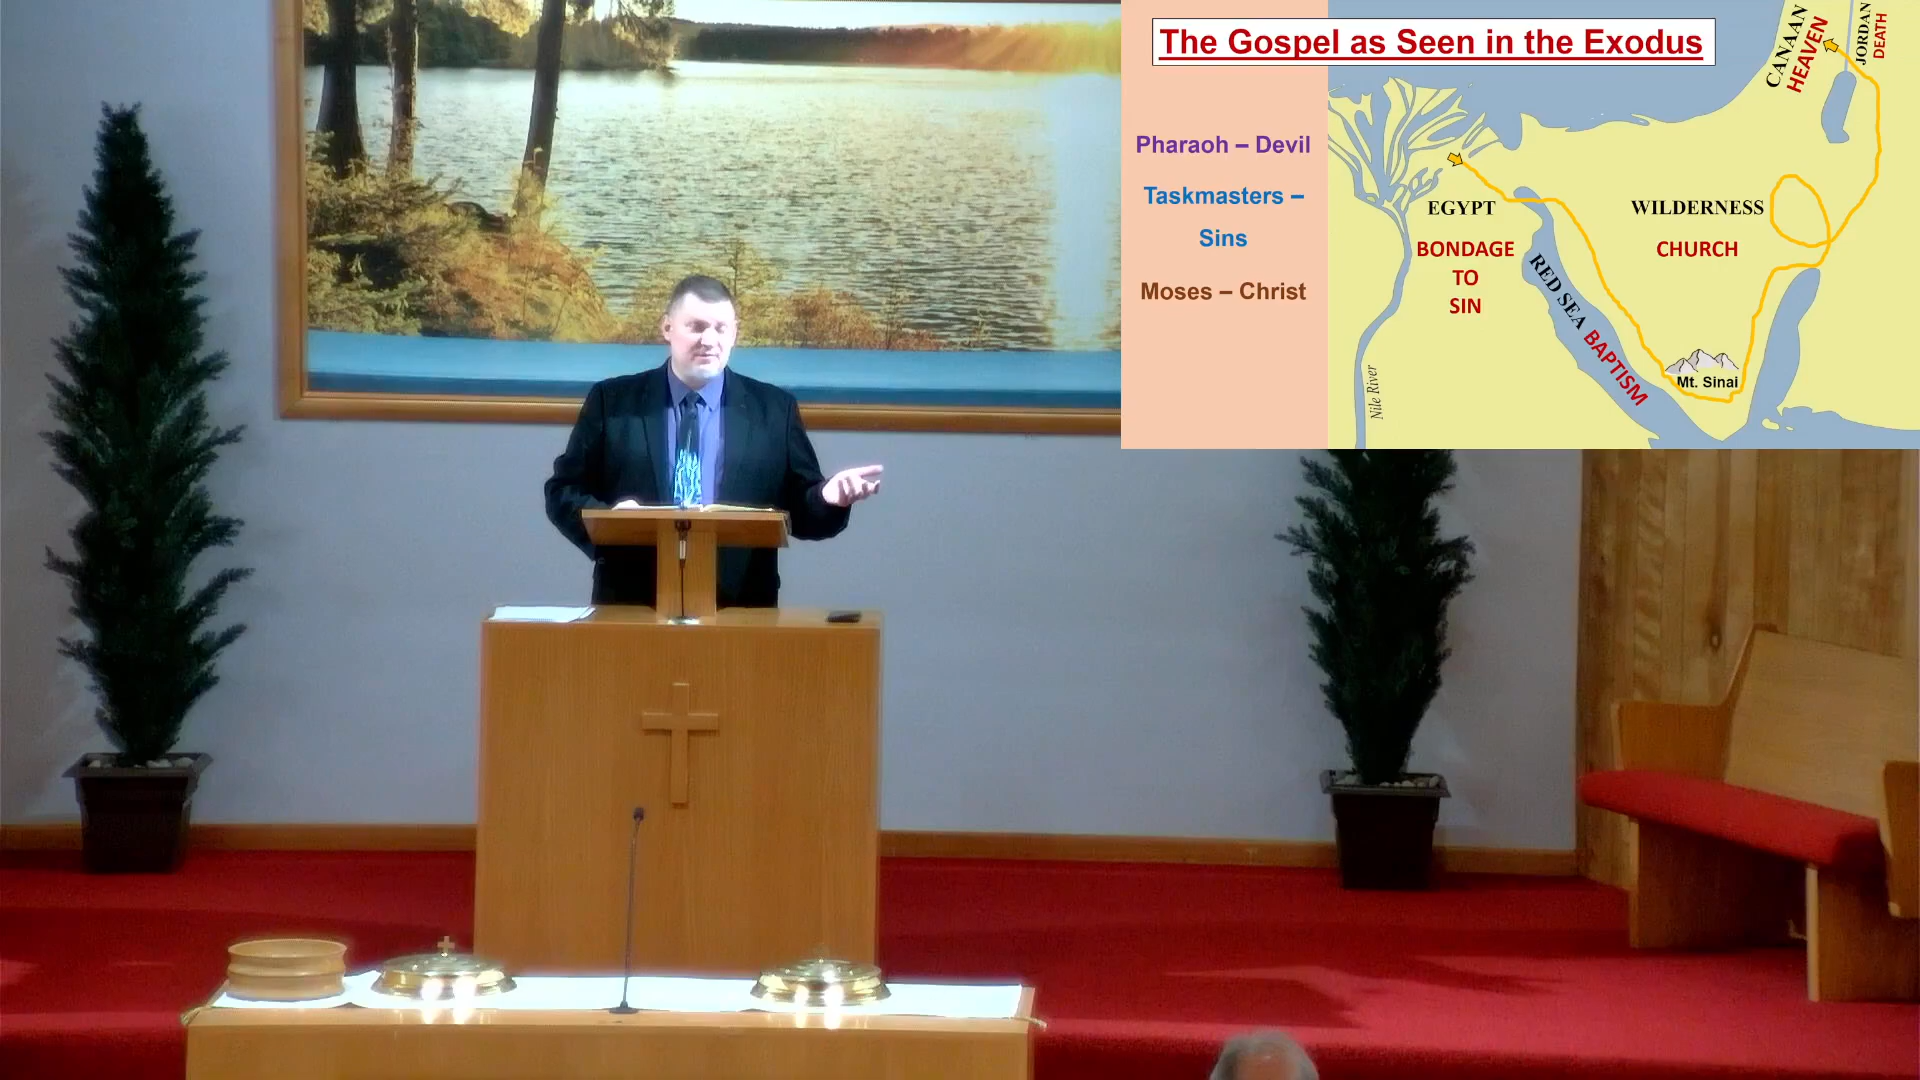 The Gospel as Seen in the Exodus
Pharaoh – Devil
Taskmasters –
Sins
Moses – Christ
CANAAN
HEAVEN
JORDAN
DEATH
EGYPT
BONDAGE
TO
SIN
WILDERNESS
CHURCH
RED SEA BAPTISM
Mt. Sinai
Nile River